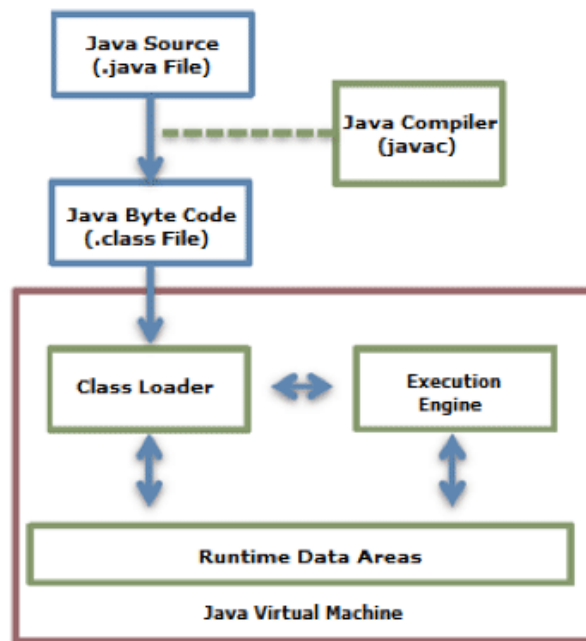 Java Source
(.java File)
Java Compiler
(javac)
Java Byte Code
(.class File)
Class Loader
Execution
Engine
Runtime Data Areas
Java Virtual Machine